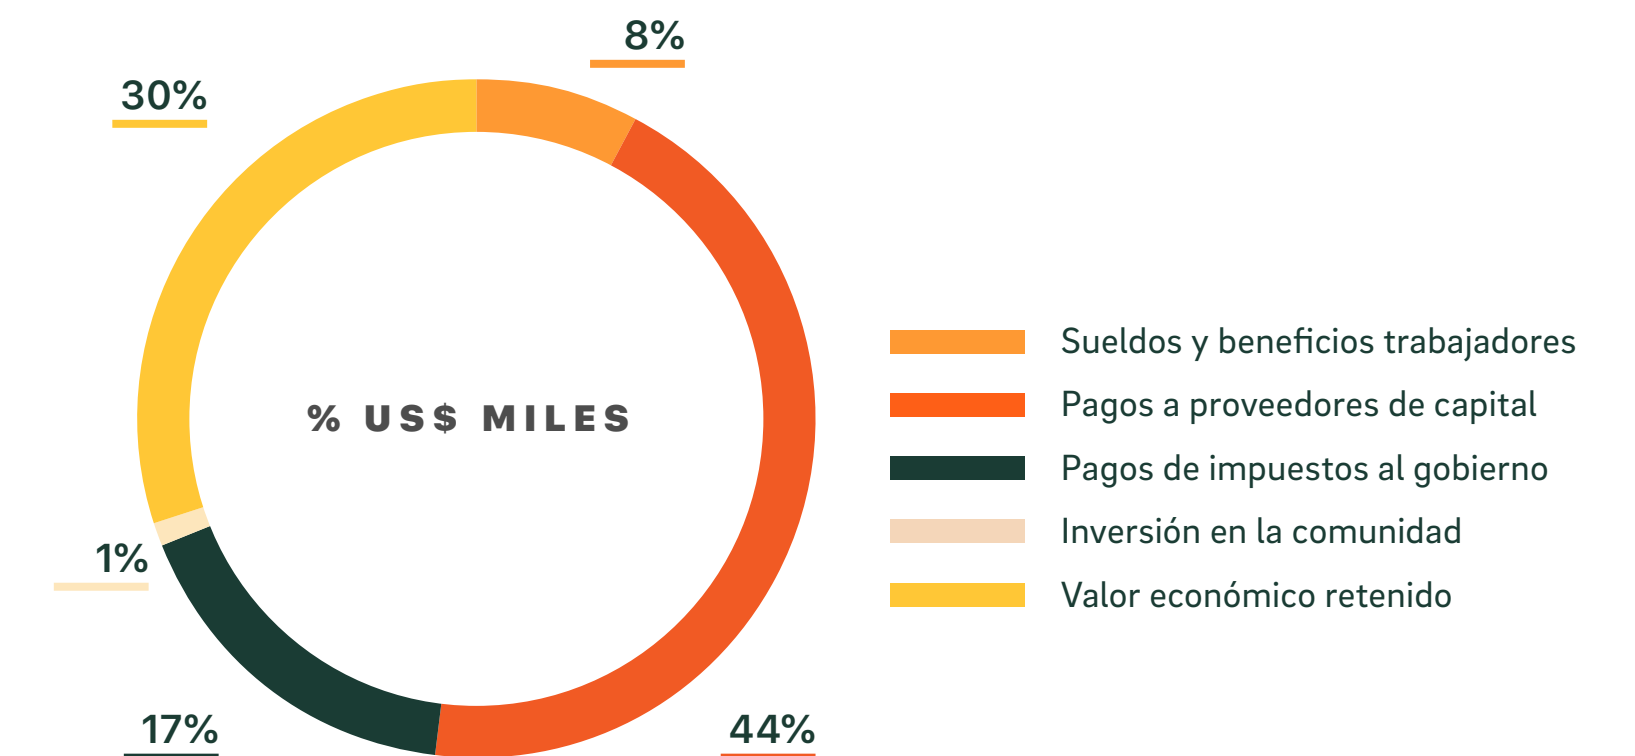 8%
30%
% US$ MILES
1%
17%
44%
Sueldos y beneficios trabajadores
Pagos a proveedores de capital
Pagos de impuestos al gobierno
Inversión en la comunidad
Valor económico retenido